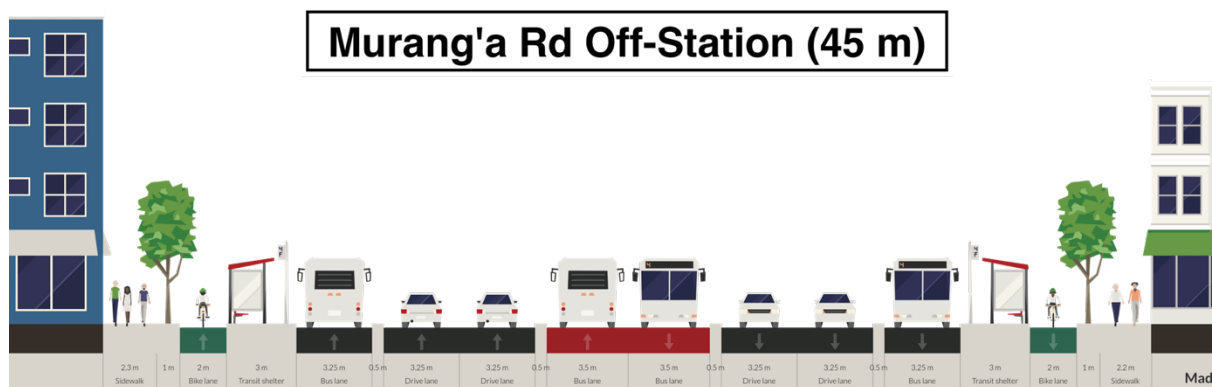 Murang'a Rd Off-Station (45 m)
2.3 m 1 m 2 m 3 m 3.25 m 0.5 m 3.25 m 3.25 m 0.5 m 3.5 m 3.5 m 0.5 m 3.25 m 3.25 m 0.5 m 3.25 m 3 m 2 m 1 m 2.2 m
Sidewalk Bike lane Transit shelter Bus lane Drive lane Drive lane Bus lane Bus lane Drive lane Drive lane Bus lane Transit shelter Bike lane Sidewalk
Mad